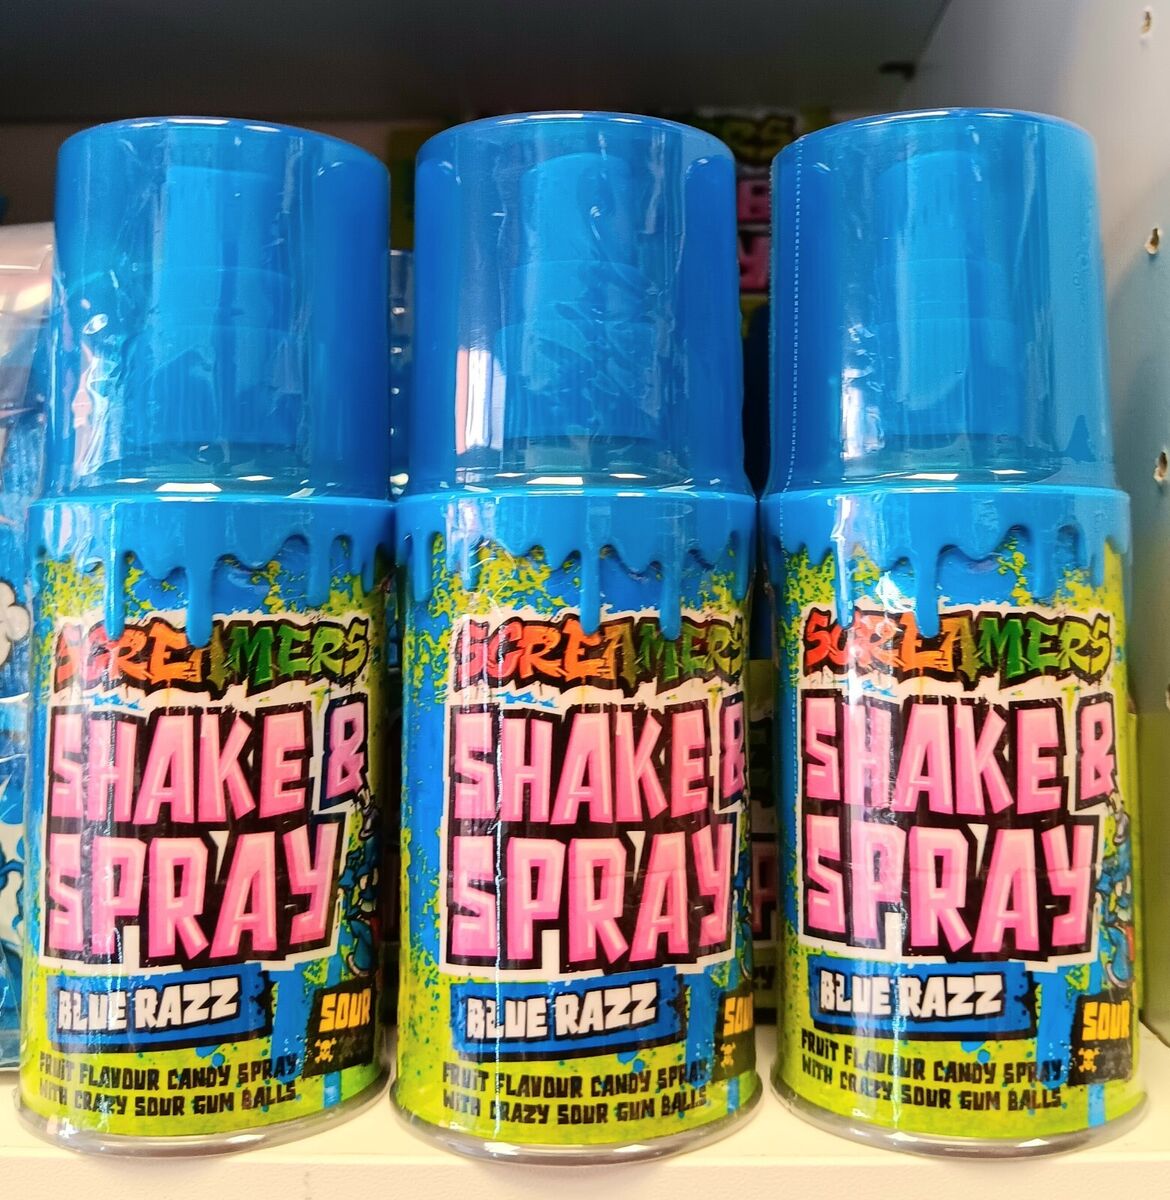 SCREAMERS
SHAKE &
SPRAY
BLUE RAZZ
SOUR
FRUIT FLAVOUR CANDY SPRAY
WITH CRAZY SOUR GUM BALLS
SCREAMERS
SHAKE &
SPRAY
BLUE RAZZ
SOU
FRUIT FLAVOUR CANDY SPRAY
WITH CRAZY SOUR GUM BALLS
SCREAMERS
SHAKE &
SPRAY
BLUE RAZZ
SOUR
FRUIT FLAVOUR CANDY SPRAY
WITH CRAZY SOUR GUM BALLS